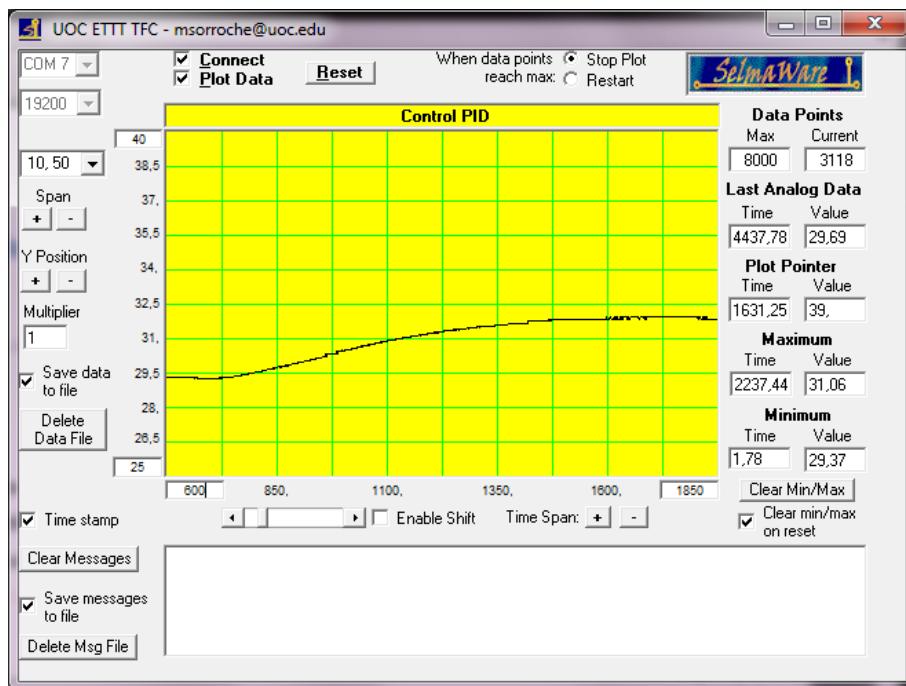 UOC ETTT TFC - msorroche@uoc.edu
COM 7
Connect
Plot Data
Reset
When data points
reach max:
Stop Plot
Restart
SelmaWare
19200
10, 50
Span
+ -
Y Position
+ -
Multiplier
1
Save data
to file
Delete
Data File
Control PID
40
38,5
37,
35,5
34,
32,5
31,
29,5
28,
26,5
25
600 850, 1100, 1350, 1600, 1850
Enable Shift Time Span: + -
Data Points
Max Current
8000 3118
Last Analog Data
Time Value
4437,78 29,69
Plot Pointer
Time Value
1631,25 39,
Maximum
Time Value
2237,44 31,06
Minimum
Time Value
1,78 29,37
Clear Min/Max
Clear min/max
on reset
Time stamp
Clear Messages
Save messages
to file
Delete Msg File